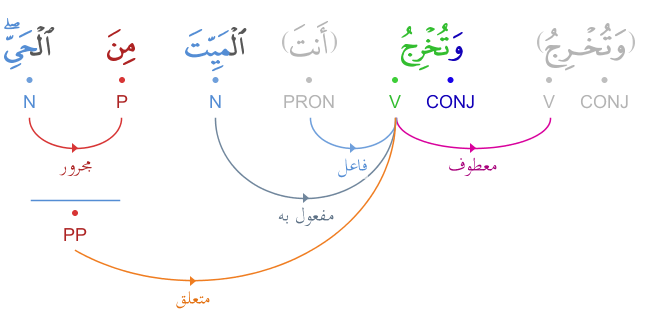 (وَتُخْرِجُ) وَتُخْرِجُ (أَنتَ) ٱلْمَيِّتَ مِنَ ٱلْحَىِّ ۖ
CONJ V CONJ V PRON N P N
معطوف فاعل مجرور
مفعول به
PP
متعلق